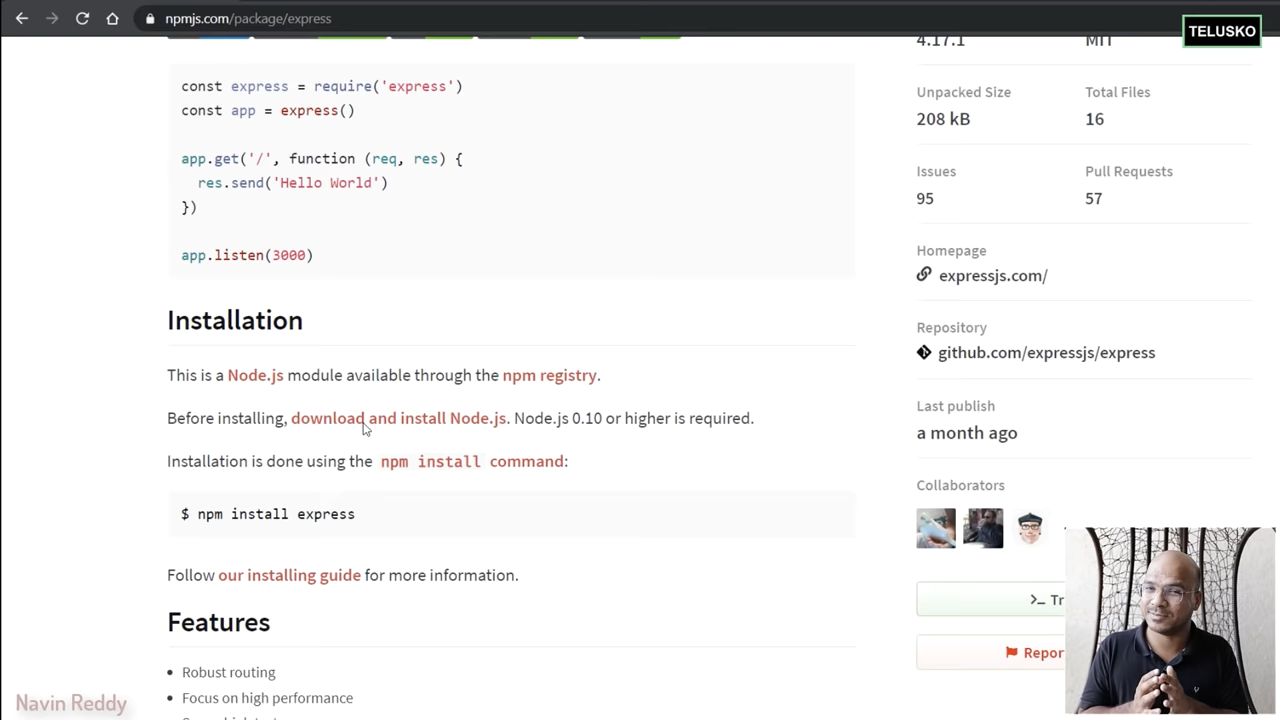 npmjs.com/package/express
TELUSKO
const express = require('express')
const app = express()
app.get('/', function (req, res) {
res.send('Hello World')
})
app.listen(3000)
Installation
This is a Node.js module available through the npm registry.
Before installing, download and install Node.js. Node.js 0.10 or higher is required.
Installation is done using the npm install command:
$ npm install express
Follow our installing guide for more information.
Features
Robust routing
Focus on high performance
4.17.1 MIT
Unpacked Size Total Files
208 kB 16
Issues Pull Requests
95 57
Homepage
expressjs.com/
Repository
github.com/expressjs/express
Last publish
a month ago
Collaborators
>_ Tr
Repor
Navin Reddy